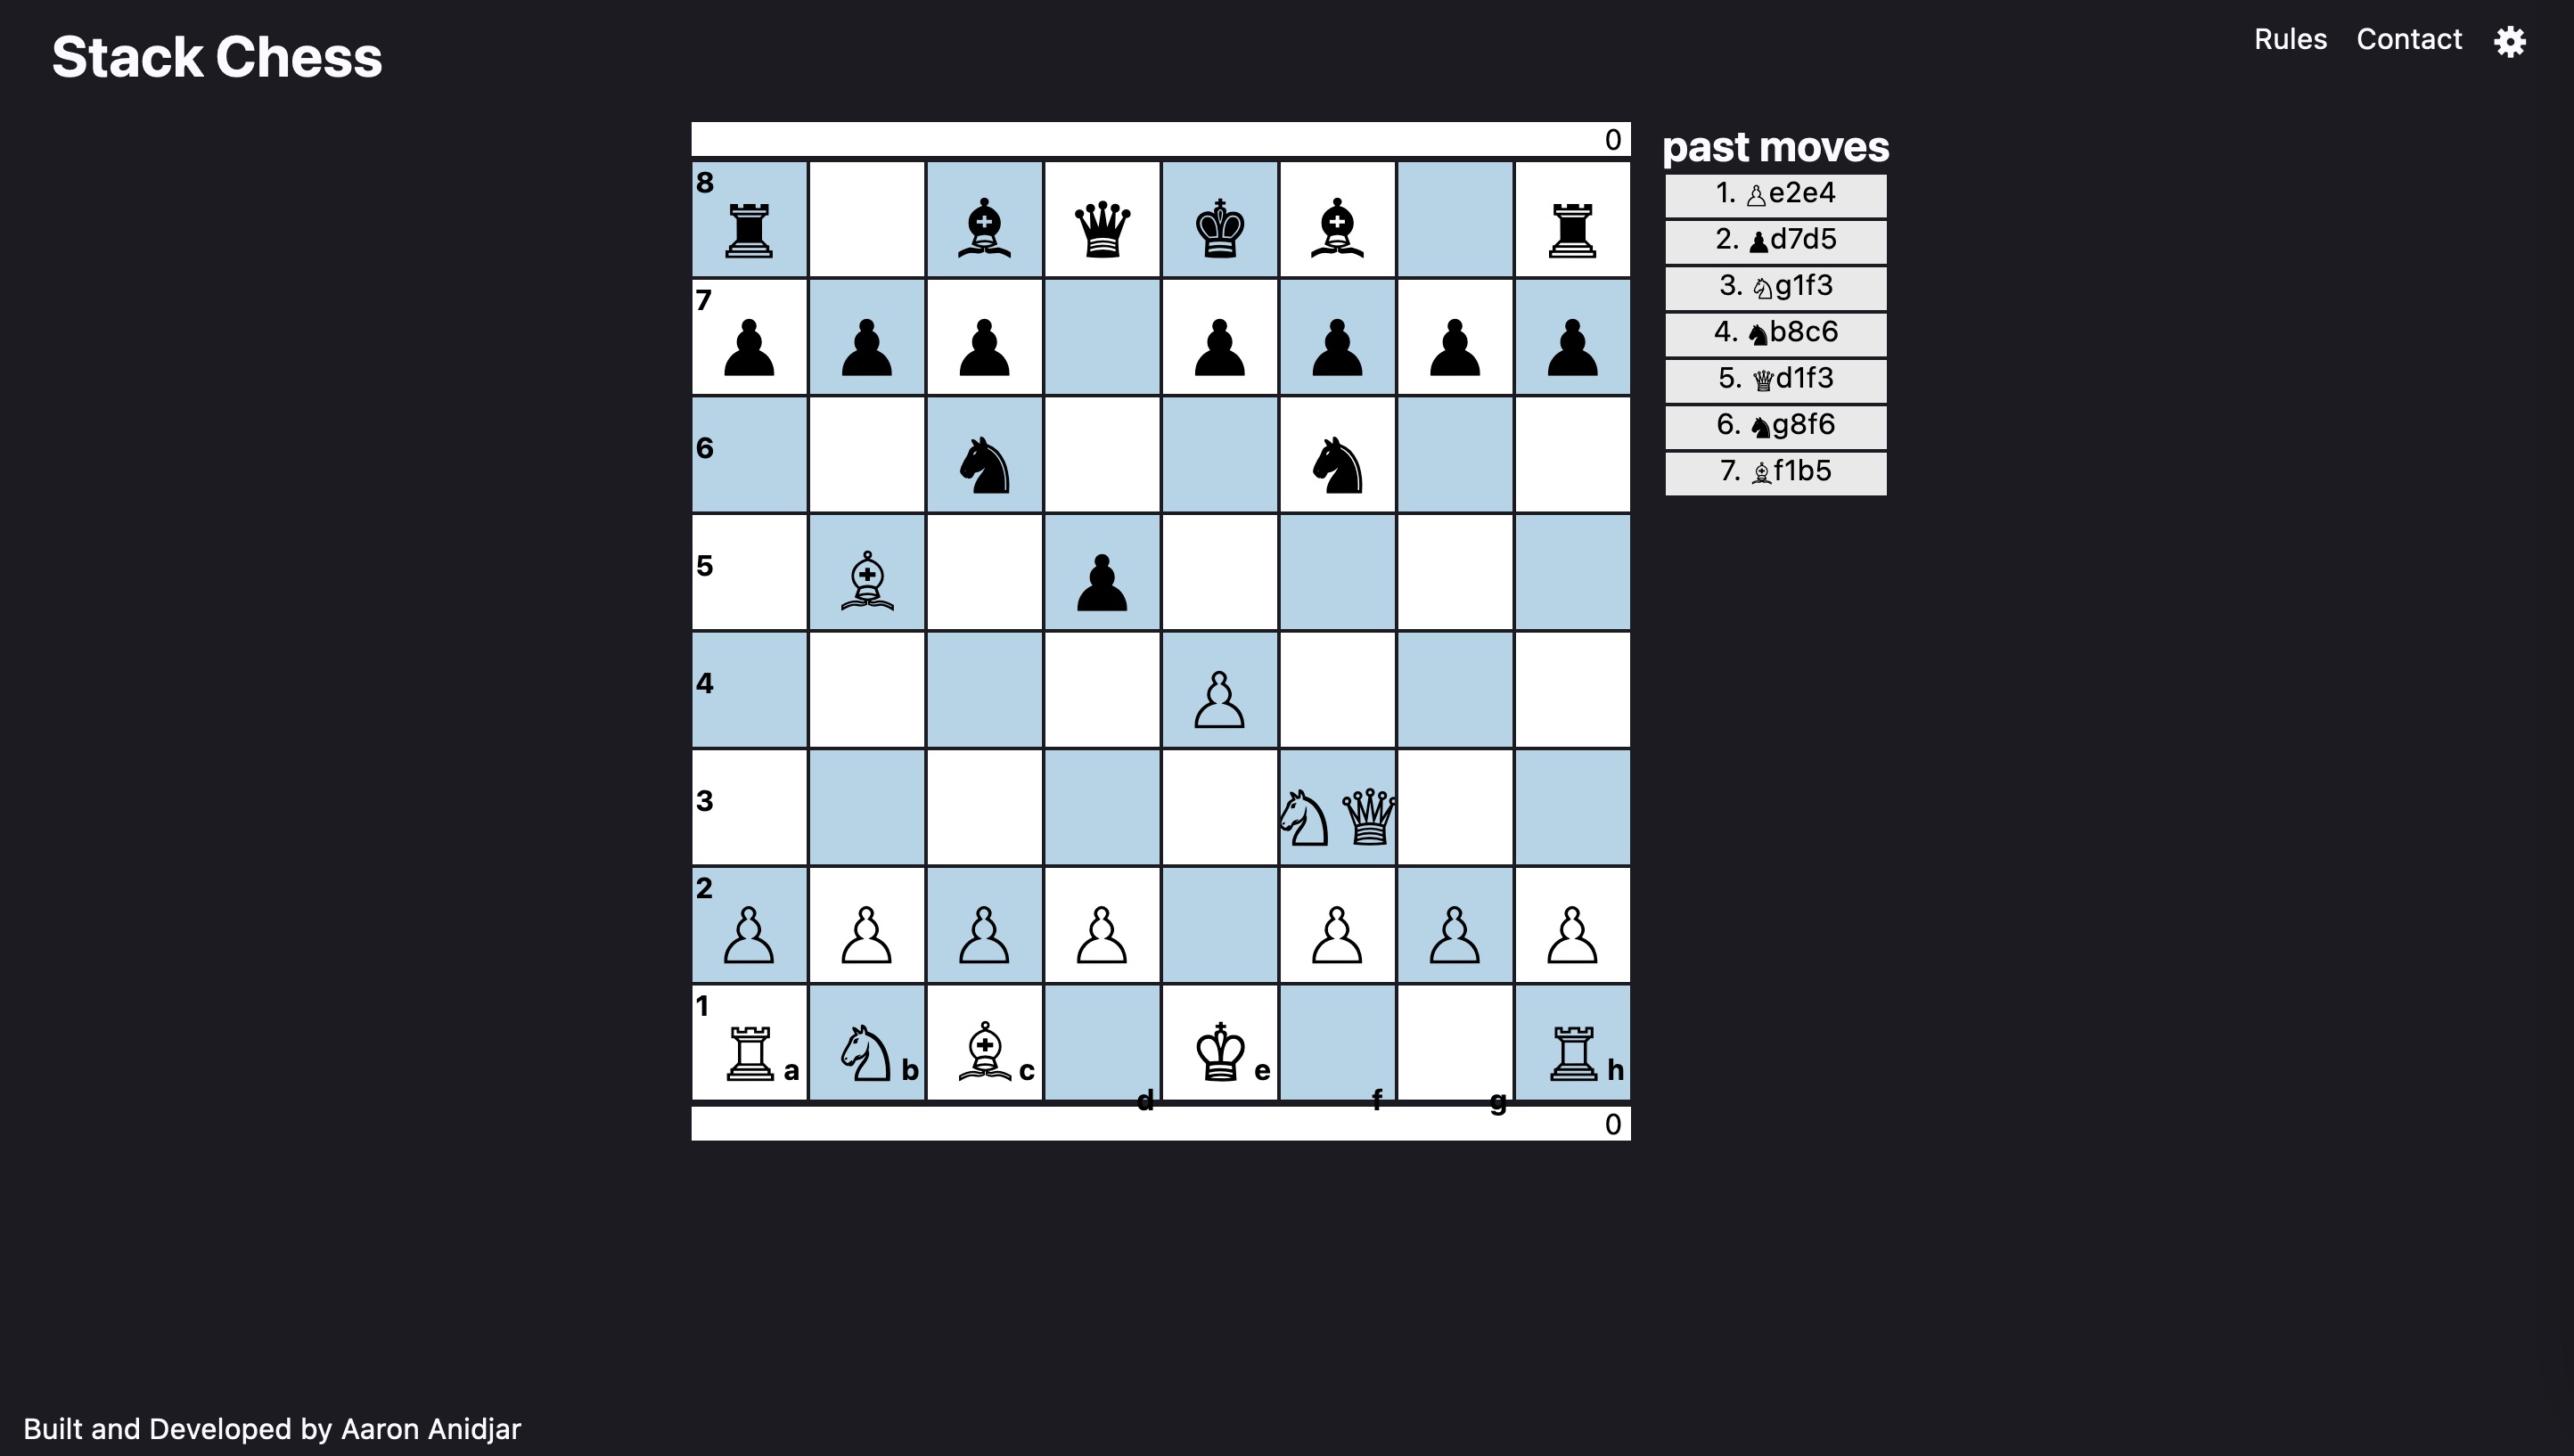 Stack Chess
Rules Contact
0
past moves
1. ♙e2e4
2. ♟d7d5
3. ♘g1f3
4. ♞b8c6
5. ♕d1f3
6. ♞g8f6
7. ♗f1b5
8
7
6
5
4
3
2
1
a b c d e f g h
0
Built and Developed by Aaron Anidjar